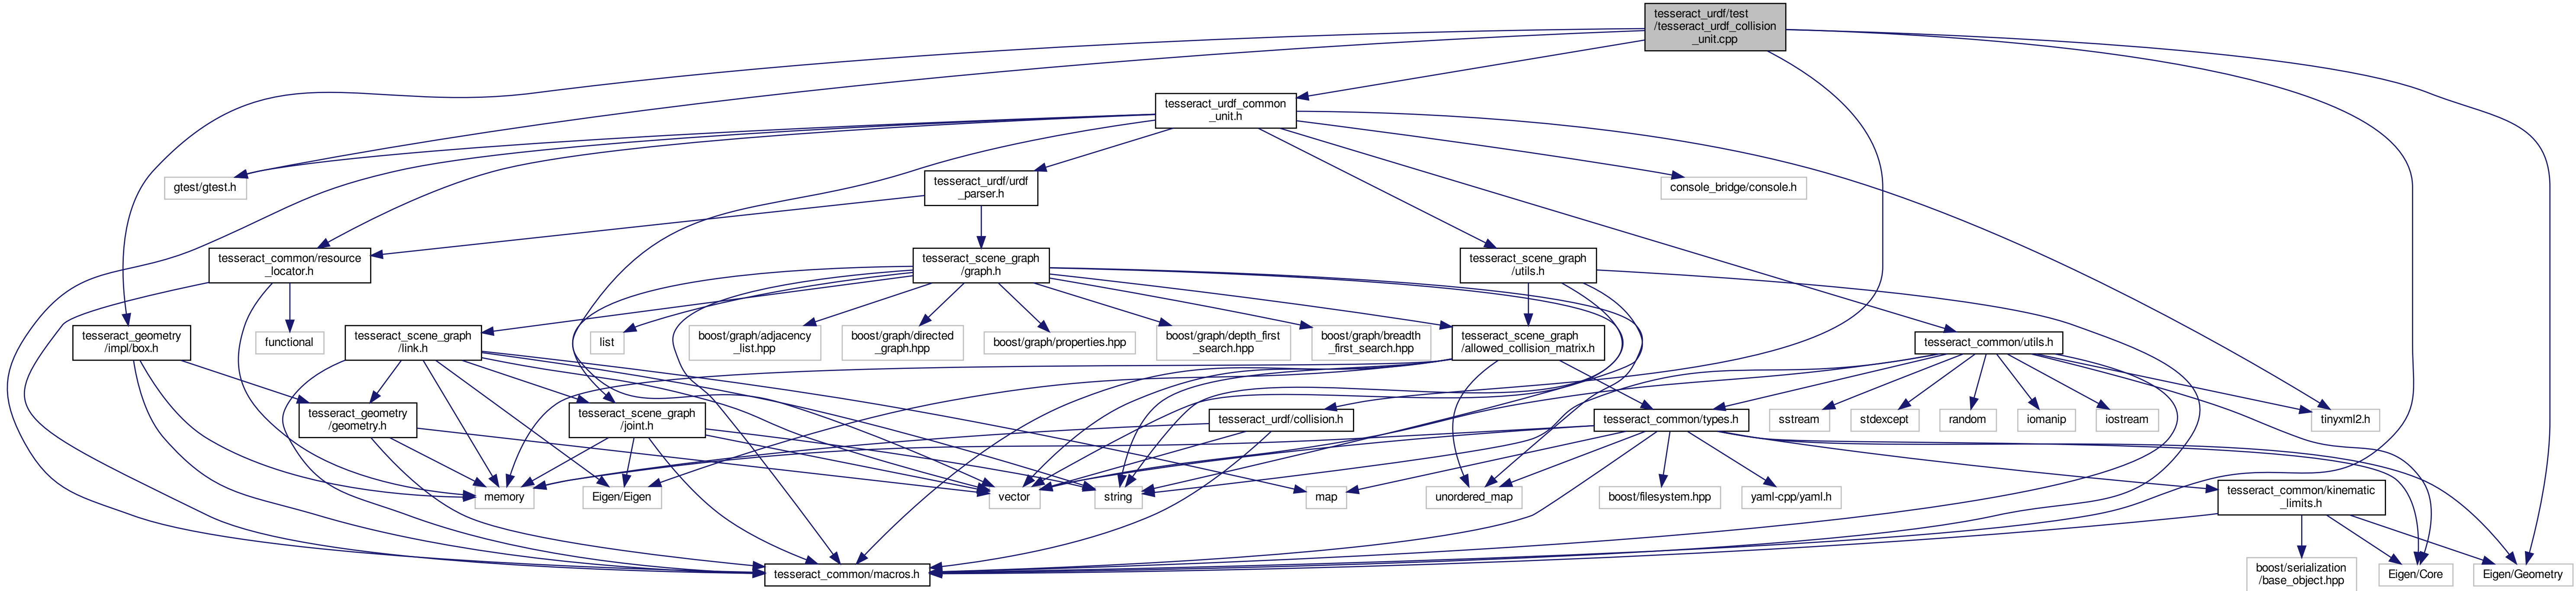 tesseract_urdf/test
/tesseract_urdf_collision
_unit.cpp
tesseract_urdf_common
_unit.h
gtest/gtest.h
tesseract_urdf/urdf
_parser.h
console_bridge/console.h
tesseract_common/resource
_locator.h
tesseract_scene_graph
/graph.h
tesseract_scene_graph
/utils.h
tesseract_geometry
/impl/box.h
functional
tesseract_scene_graph
/link.h
list
boost/graph/adjacency
_list.hpp
boost/graph/directed
_graph.hpp
boost/graph/properties.hpp
boost/graph/depth_first
_search.hpp
boost/graph/breadth
_first_search.hpp
tesseract_scene_graph
/allowed_collision_matrix.h
tesseract_common/utils.h
tesseract_geometry
/geometry.h
tesseract_scene_graph
/joint.h
tesseract_urdf/collision.h
tesseract_common/types.h
sstream
stdexcept
random
iomanip
iostream
tinyxml2.h
memory
Eigen/Eigen
vector
string
map
unordered_map
boost/filesystem.hpp
yaml-cpp/yaml.h
tesseract_common/kinematic
_limits.h
tesseract_common/macros.h
boost/serialization
/base_object.hpp
Eigen/Core
Eigen/Geometry